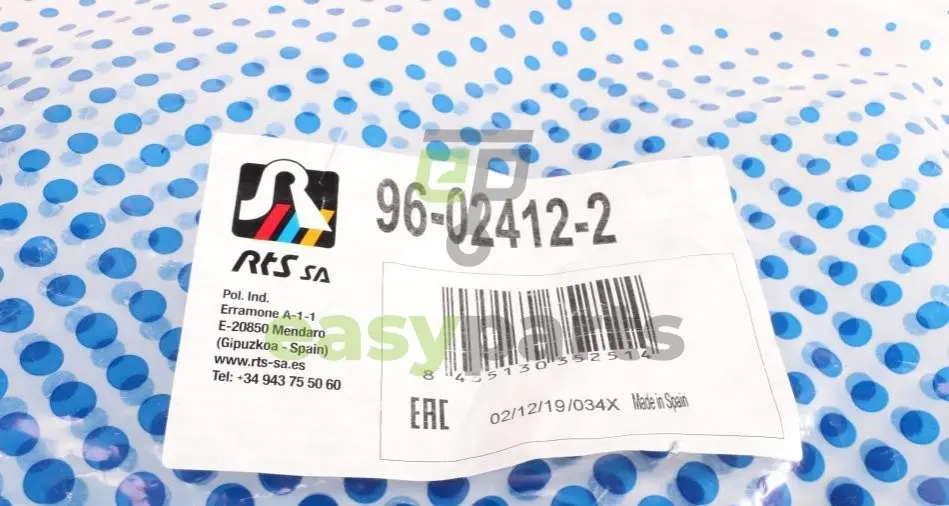 RtS SA
Pol. Ind.
Erramone A-1-1
E-20850 Mendaro
(Gipuzkoa - Spain)
www.rts-sa.es
Tel: +34 943 75 50 60
96-02412-2
easyparts
8 435130 352514
EAC
02/12/19/034X Made in Spain